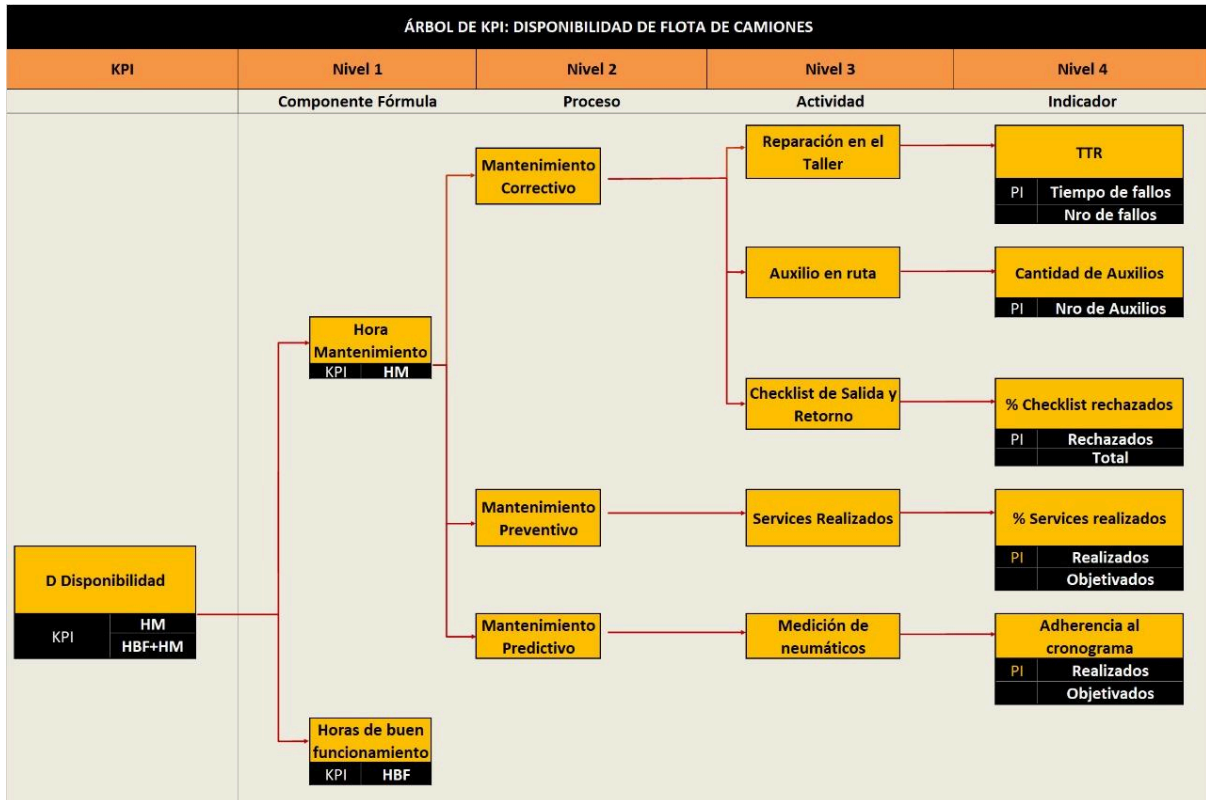 ÁRBOL DE KPI: DISPONIBILIDAD DE FLOTA DE CAMIONES
KPI
Nivel 1
Nivel 2
Nivel 3
Nivel 4
Componente Fórmula
Proceso
Actividad
Indicador
D Disponibilidad
KPI
HM
HBF+HM
Hora
Mantenimiento
KPI HM
Horas de buen
funcionamiento
KPI HBF
Mantenimiento
Correctivo
Mantenimiento
Preventivo
Mantenimiento
Predictivo
Reparación en el
Taller
Auxilio en ruta
Checklist de Salida y
Retorno
Services Realizados
Medición de
neumáticos
TTR
PI Tiempo de fallos
Nro de fallos
Cantidad de Auxilios
PI Nro de Auxilios
% Checklist rechazados
PI Rechazados
Total
% Services realizados
PI Realizados
Objetivados
Adherencia al
cronograma
PI Realizados
Objetivados